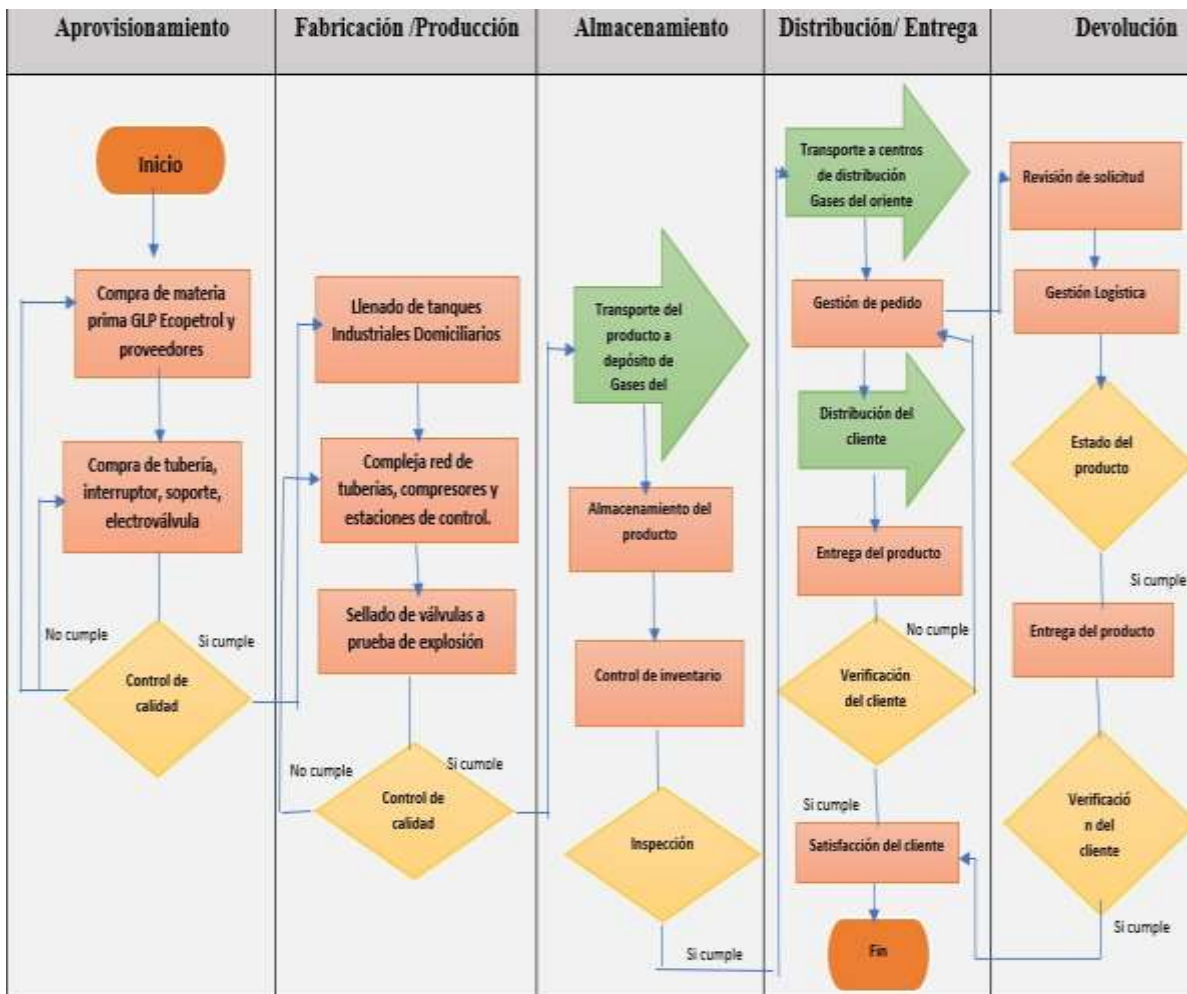 Aprovisionamiento
Fabricación /Producción
Almacenamiento
Distribución/ Entrega
Devolución
Inicio
Compra de materia
prima GLP Ecopetrol y
proveedores
Compra de tubería,
interruptor, soporte,
electroválvula
No cumple
Si cumple
Control de
calidad
Llenado de tanques
Industriales Domiciliarios
Compleja red de
tuberías, compresores y
estaciones de control.
Sellado de válvulas a
prueba de explosión
No cumple
Si cumple
Control de
calidad
Transporte del
producto a
depósito de
Gases del
Almacenamiento del
producto
Control de inventario
Inspección
Si cumple
Transporte a centros
de distribución
Gases del oriente
Gestión de pedido
Distribución del
cliente
Entrega del producto
No cumple
Verificación
del cliente
Si cumple
Satisfacción del cliente
Fin
Revisión de solicitud
Gestión Logística
Estado del
producto
Si cumple
Entrega del producto
Verificació
n del
cliente
Si cumple